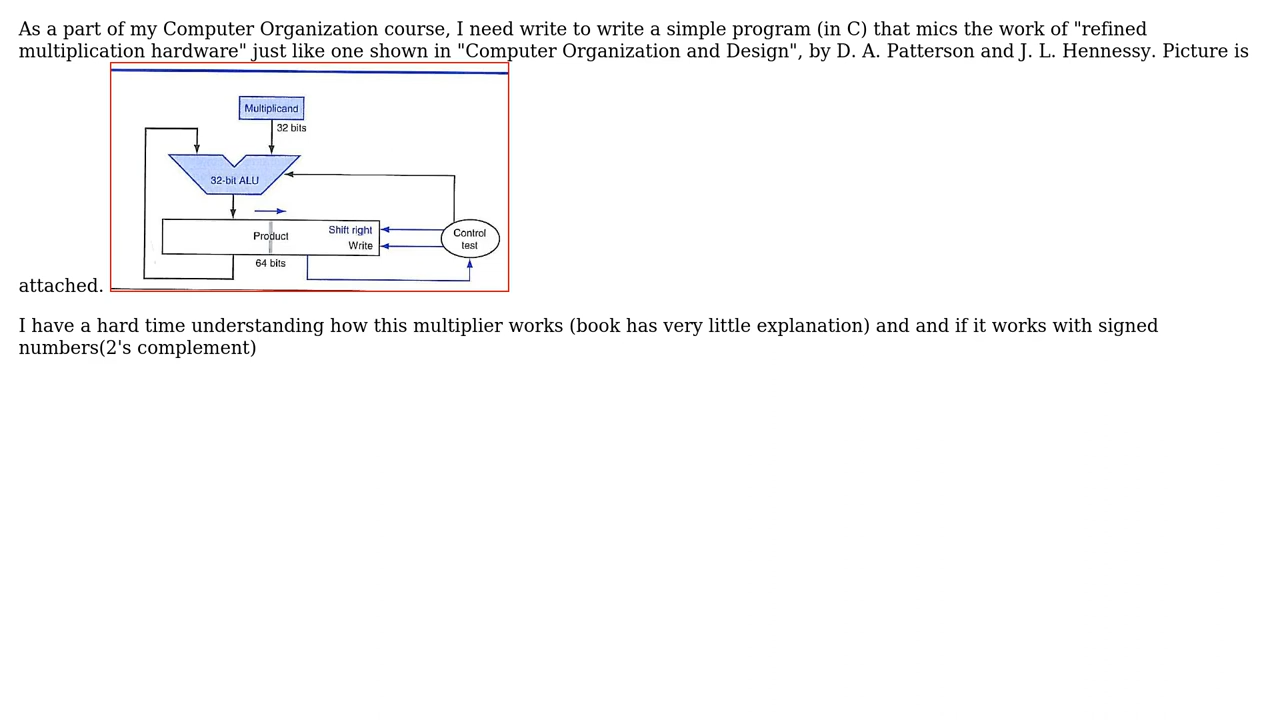 As a part of my Computer Organization course, I need write to write a simple program (in C) that mics the work of "refined
multiplication hardware" just like one shown in "Computer Organization and Design", by D. A. Patterson and J. L. Hennessy. Picture is
Multiplicand
32 bits
32-bit ALU
Product
Shift right
Write
Control
test
64 bits
attached.
I have a hard time understanding how this multiplier works (book has very little explanation) and and if it works with signed
numbers(2's complement)